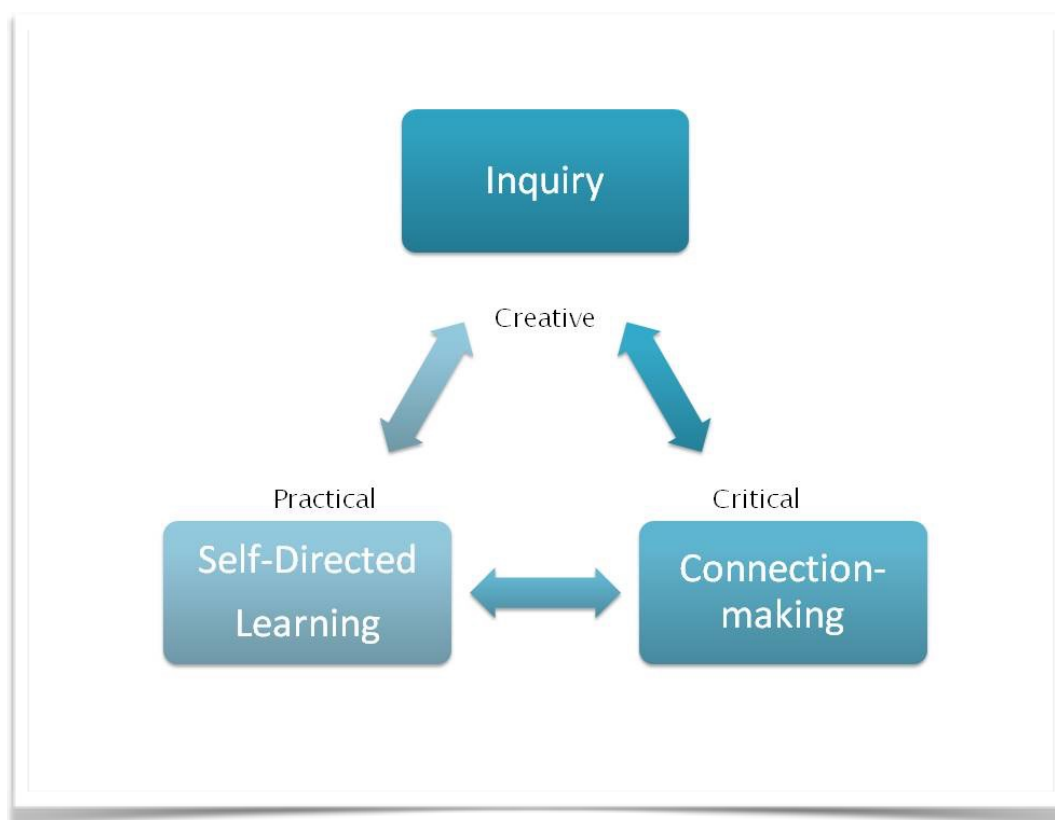 Inquiry
Creative
Practical
Critical
Self-Directed
Learning
Connection-
making